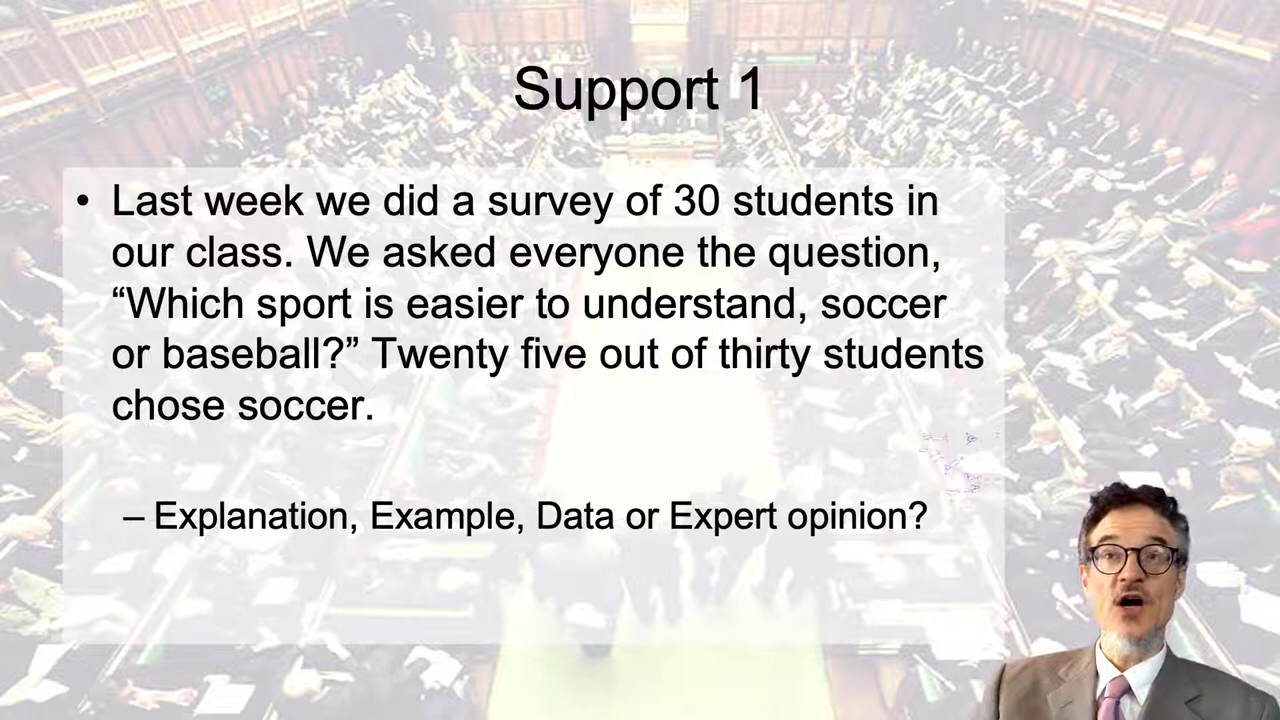 Support 1
• Last week we did a survey of 30 students in
our class. We asked everyone the question,
“Which sport is easier to understand, soccer
or baseball?” Twenty five out of thirty students
chose soccer.
– Explanation, Example, Data or Expert opinion?